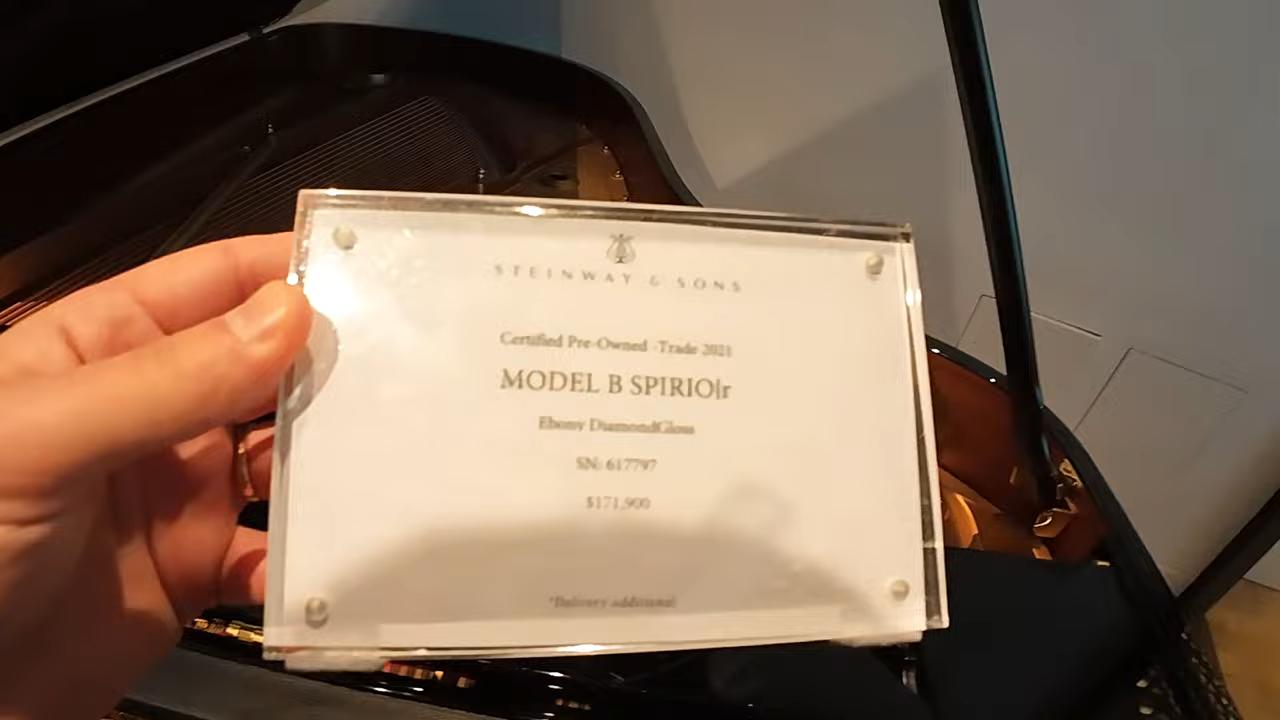 STEINWAY & SONS
Certified Pre-Owned -Trade 2021
MODEL B SPIRIO|r
Ebony DiamondGloss
SN: 617797
$171,900
*Delivery additional